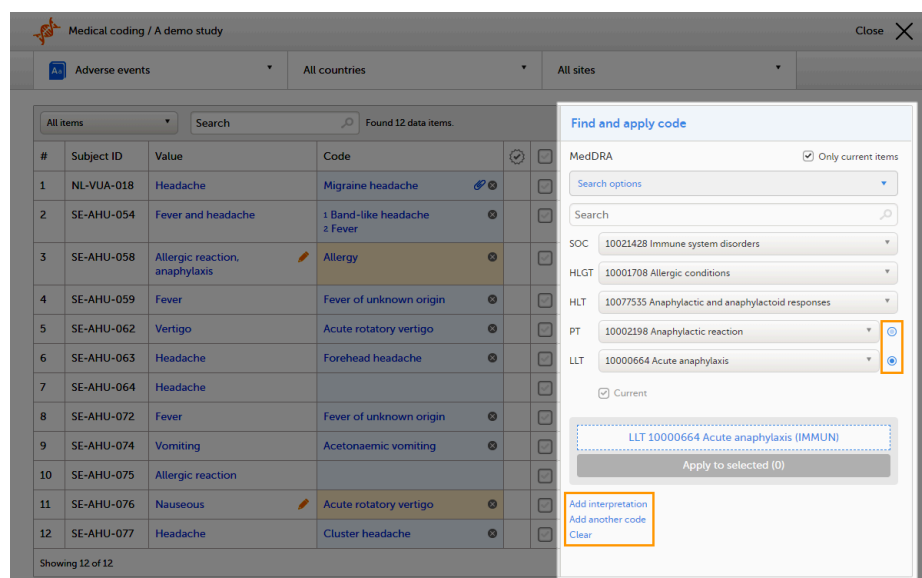 Medical coding / A demo study
Close
Adverse events
All countries
All sites
All items
Search
Found 12 data items.
# Subject ID Value Code
1 NL-VUA-018 Headache Migraine headache
2 SE-AHU-054 Fever and headache 1 Band-like headache
2 Fever
3 SE-AHU-058 Allergic reaction, Allergy
anaphylaxis
4 SE-AHU-059 Fever Fever of unknown origin
5 SE-AHU-062 Vertigo Acute rotatory vertigo
6 SE-AHU-063 Headache Forehead headache
7 SE-AHU-064 Headache
8 SE-AHU-072 Fever Fever of unknown origin
9 SE-AHU-074 Vomiting Acetonaemic vomiting
10 SE-AHU-075 Allergic reaction
11 SE-AHU-076 Nauseous Acute rotatory vertigo
12 SE-AHU-077 Headache Cluster headache
Showing 12 of 12
Find and apply code
MedDRA Only current items
Search options
Search
SOC 10021428 Immune system disorders
HLGT 10001708 Allergic conditions
HLT 10077535 Anaphylactic and anaphylactoid responses
PT 10002198 Anaphylactic reaction
LLT 10000664 Acute anaphylaxis
Current
LLT 10000664 Acute anaphylaxis (IMMUN)
Apply to selected (0)
Add interpretation
Add another code
Clear